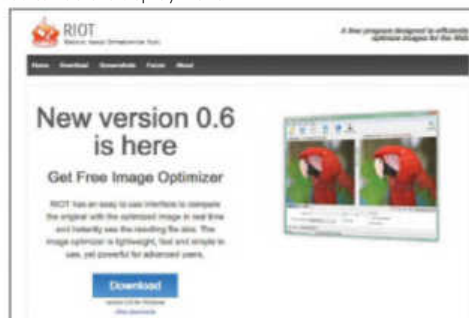 RIOT
Radical Image Optimization Tool
A free program designed to efficiently
optimize images for the Web
Home Download Screenshots Forum About
New version 0.6
is here
Get Free Image Optimizer
RIOT has an easy to use interface to compare
the original with the optimized image in real time
and instantly see the resulting file size. The
image optimizer is lightweight, fast and simple to
use, yet powerful for advanced users.
Download